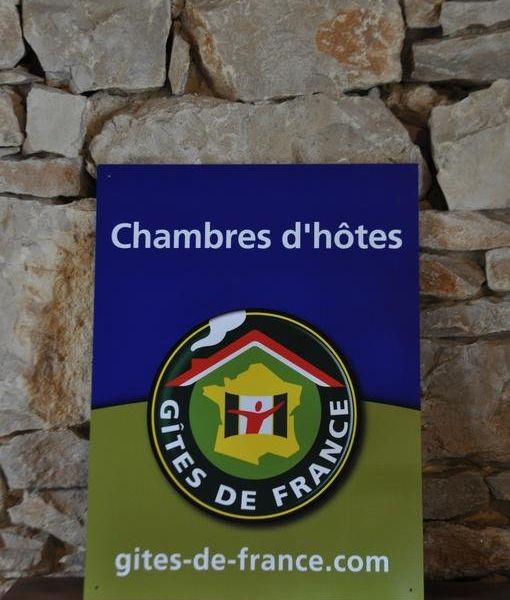 Chambres d'hôtes
GÎTES DE FRANCE
gites-de-france.com